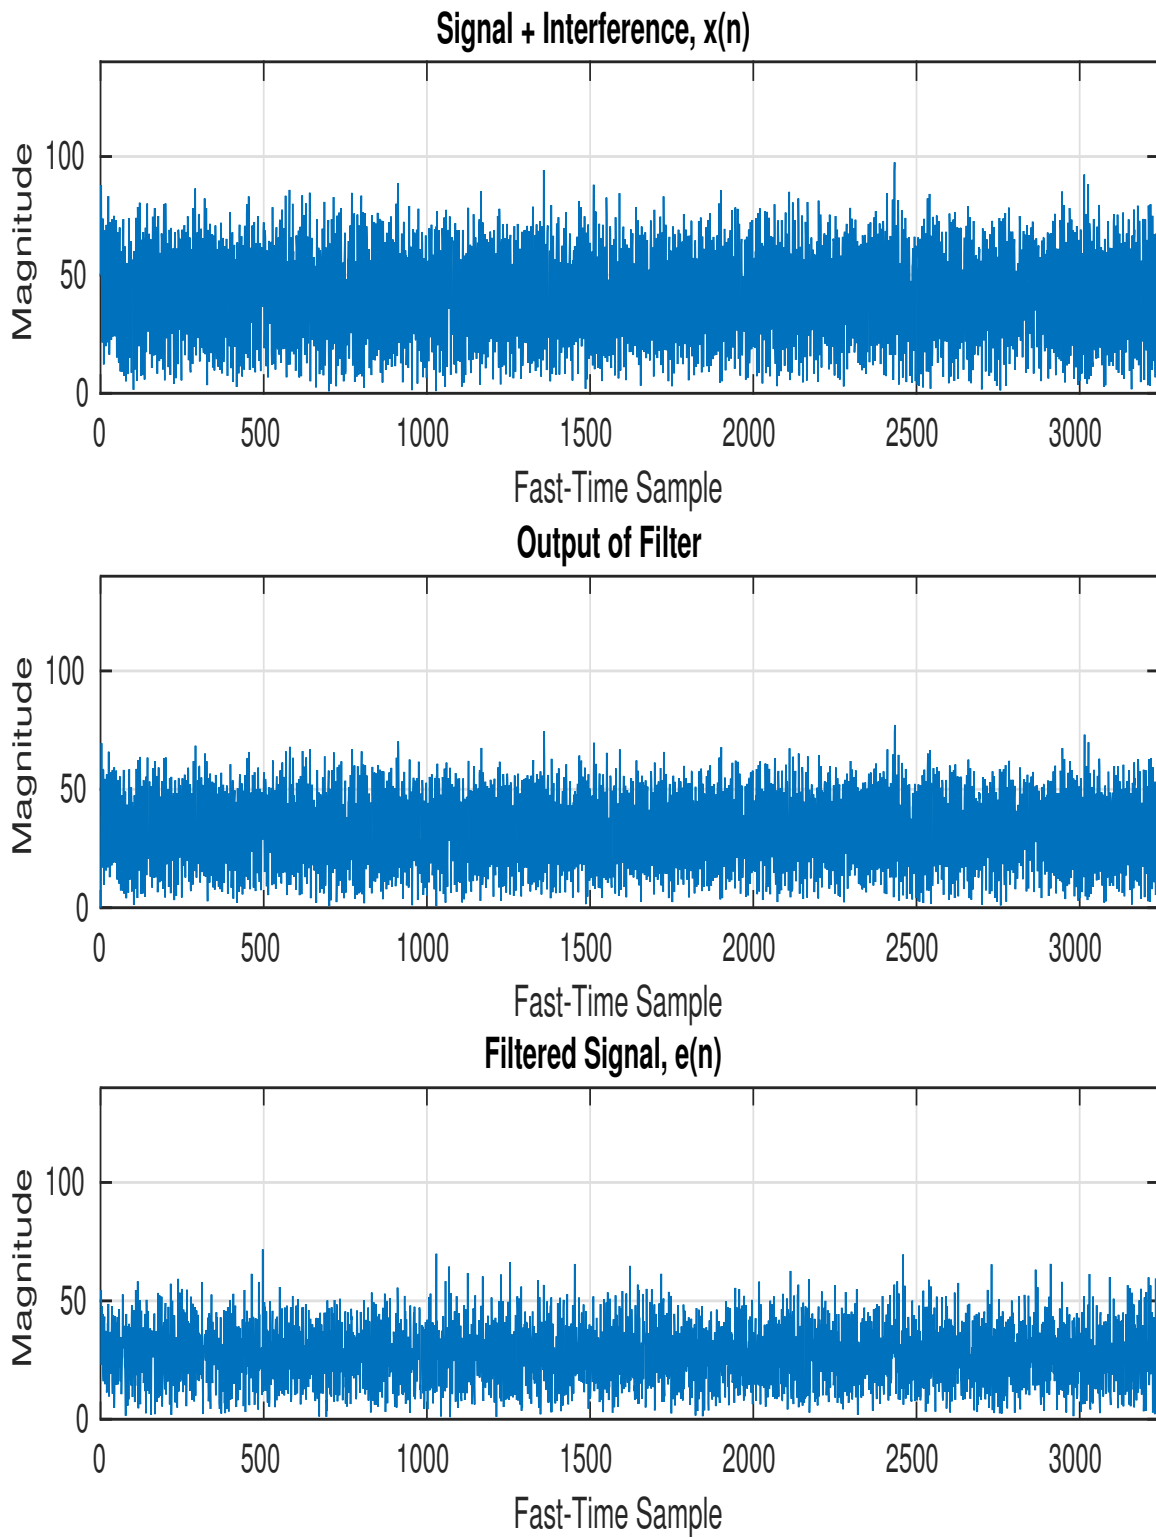 Signal + Interference, x(n)
Magnitude
100
50
0
0 500 1000 1500 2000 2500 3000
Fast-Time Sample
Output of Filter
Magnitude
100
50
0
0 500 1000 1500 2000 2500 3000
Fast-Time Sample
Filtered Signal, e(n)
Magnitude
100
50
0
0 500 1000 1500 2000 2500 3000
Fast-Time Sample